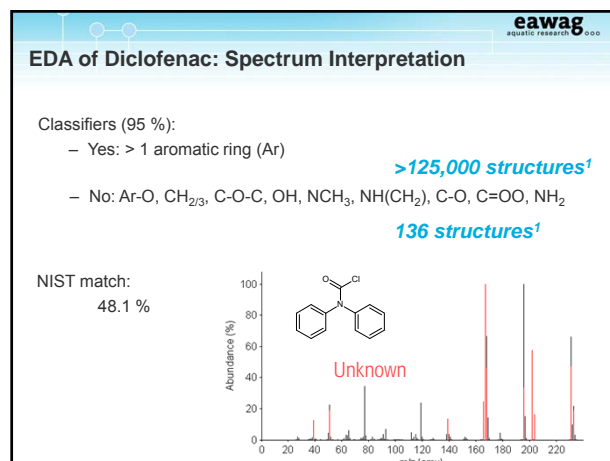 eawag
aquatic research ooo
EDA of Diclofenac: Spectrum Interpretation
Classifiers (95 %):
– Yes: > 1 aromatic ring (Ar)
>125,000 structures¹
– No: Ar-O, CH2/3, C-O-C, OH, NCH3, NH(CH2), C-O, C=OO, NH2
136 structures¹
NIST match:
48.1 %
O Cl
N
Unknown
Abundance (%)
100
80
60
40
20
0
0 20 40 60 80 100 120 140 160 180 200 220